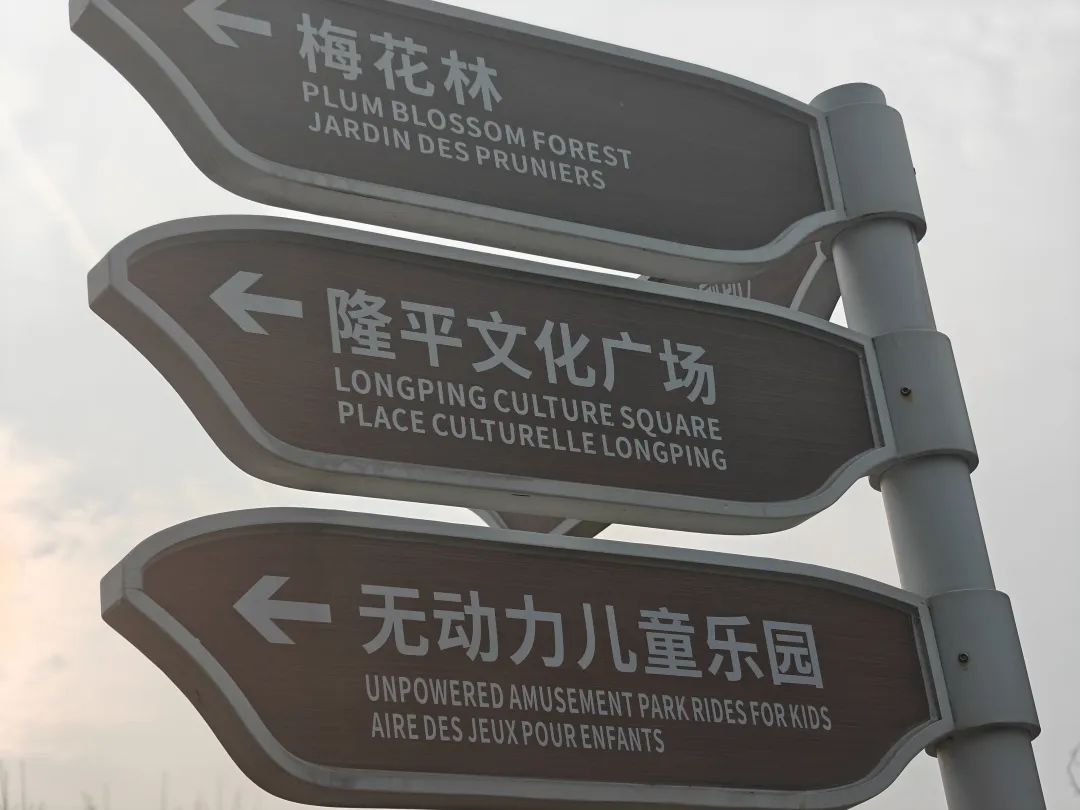 梅花林
PLUM BLOSSOM FOREST
JARDIN DES PRUNIERS
隆平文化广场
LONGPING CULTURE SQUARE
PLACE CULTURELLE LONGPING
无动力儿童乐园
UNPOWERED AMUSEMENT PARK RIDES FOR KIDS
AIRE DES JEUX POUR ENFANTS